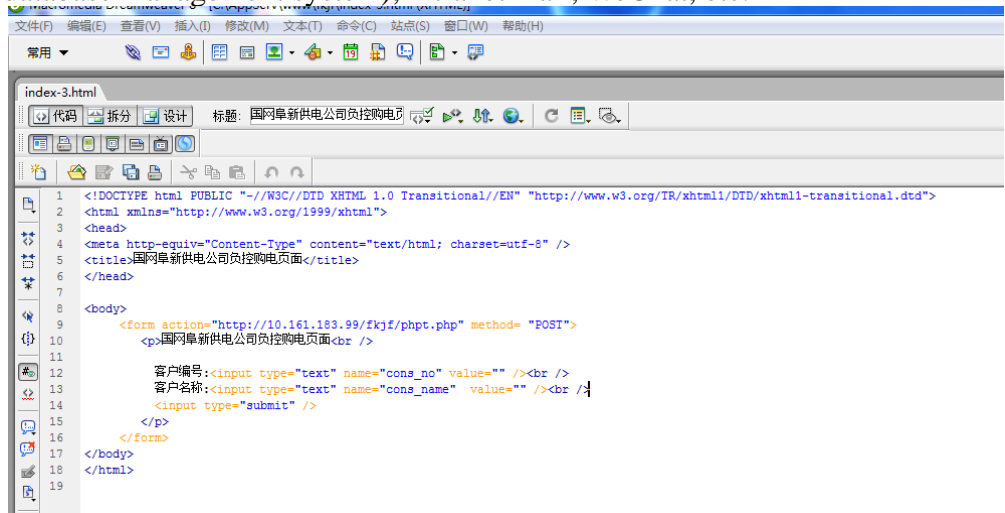 文件(F) 编辑(E) 查看(V) 插入(I) 修改(M) 文本(T) 命令(C) 站点(S) 窗口(W) 帮助(H)
常用
index-3.html
代码 拆分 设计 标题: 国网阜新供电公司负控购电页
1 <!DOCTYPE html PUBLIC "-//W3C//DTD XHTML 1.0 Transitional//EN" "http://www.w3.org/TR/xhtml1/DTD/xhtml1-transitional.dtd">
2 <html xmlns="http://www.w3.org/1999/xhtml">
3 <head>
4 <meta http-equiv="Content-Type" content="text/html; charset=utf-8" />
5 <title>国网阜新供电公司负控购电页面</title>
6 </head>
7
8 <body>
9 <form action="http://10.161.183.99/fkjf/phpt.php" method= "POST">
10 <p>国网阜新供电公司负控购电页面<br />
11
12 客户编号:<input type="text" name="cons_no" value="" /><br />
13 客户名称:<input type="text" name="cons_name"  value="" /><br />
14 <input type="submit" />
15 </p>
16 </form>
17 </body>
18 </html>
19